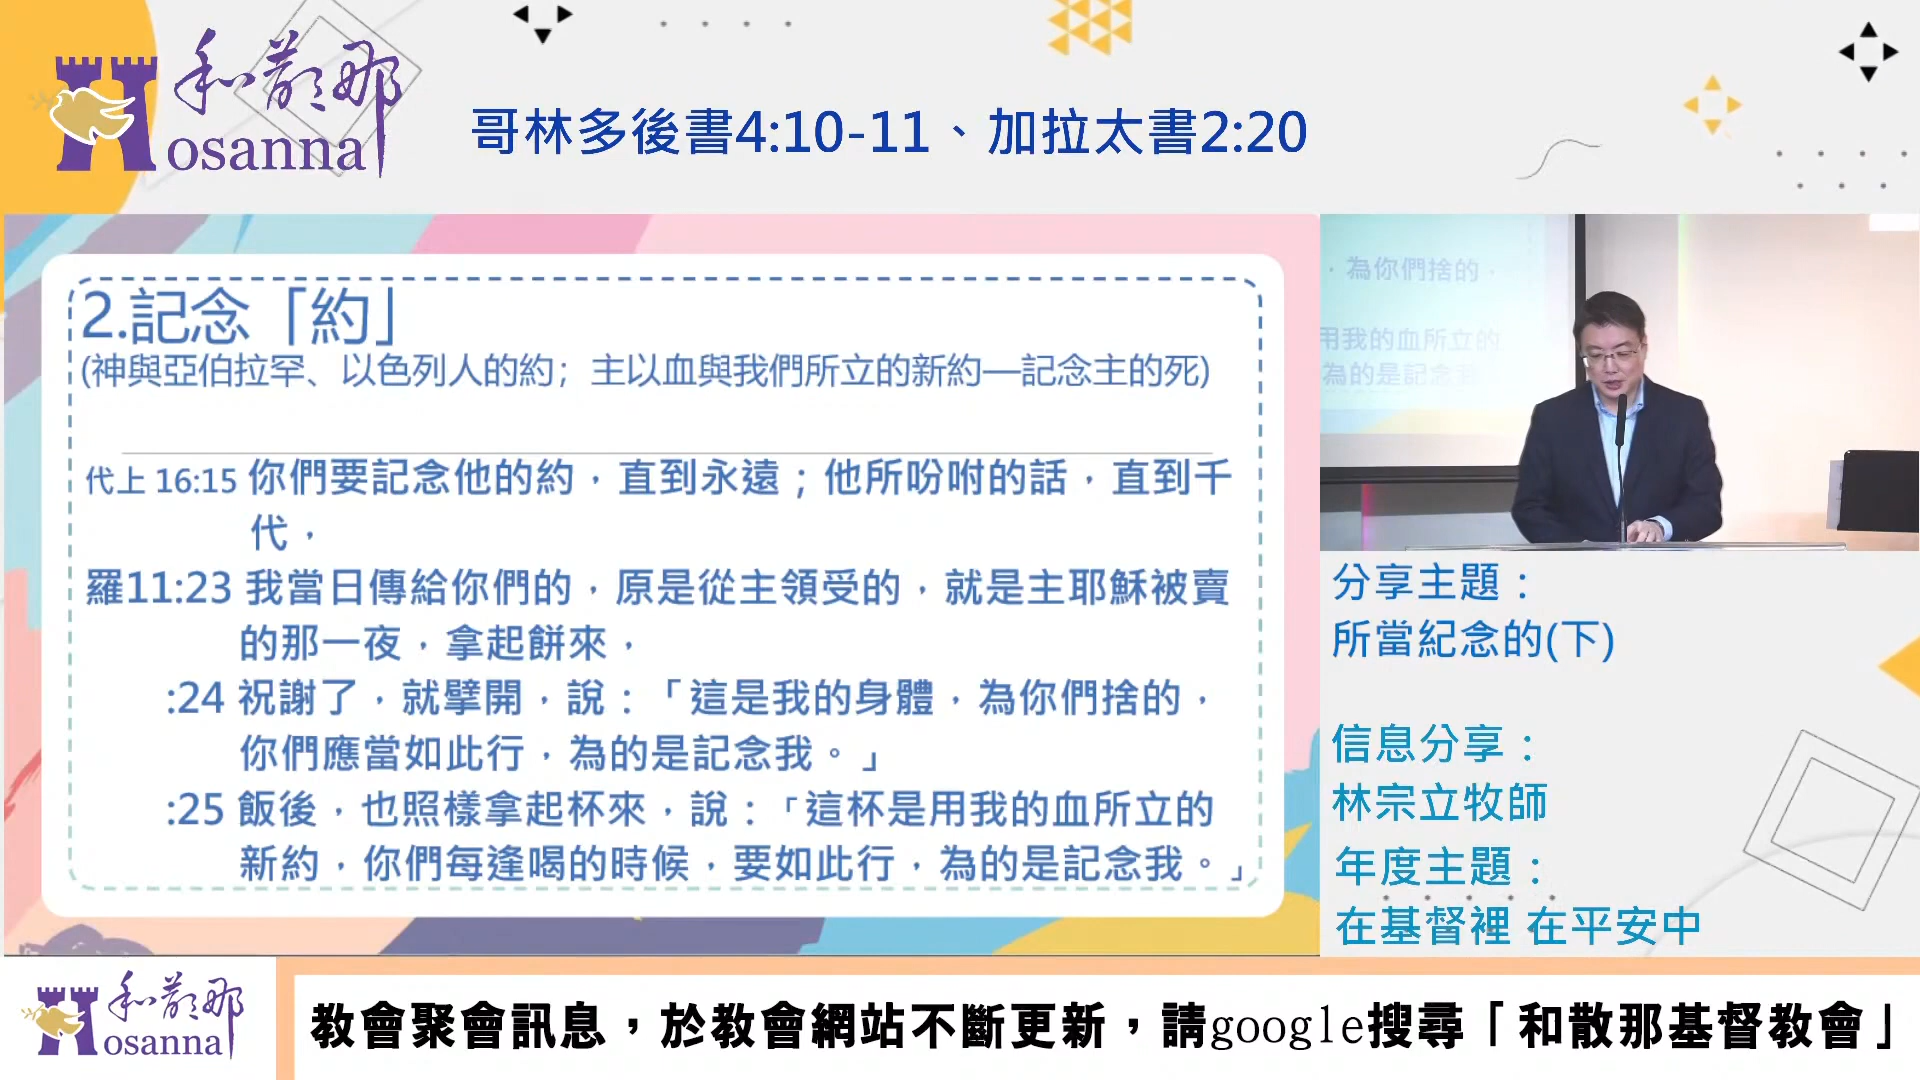 和散那
Hosanna
哥林多後書4:10-11、加拉太書2:20
2.記念「約」
(神與亞伯拉罕、以色列人的約；主以血與我們所立的新約—記念主的死)
代上 16:15 你們要記念他的約，直到永遠；他所吩咐的話，直到千
代，
羅11:23 我當日傳給你們的，原是從主領受的，就是主耶穌被賣
的那一夜，拿起餅來，
:24 祝謝了，就擘開，說：「這是我的身體，為你們捨的，
你們應當如此行，為的是記念我。」
:25 飯後，也照樣拿起杯來，說：「這杯是用我的血所立的
新約，你們每逢喝的時候，要如此行，為的是記念我。」
，為你們捨的，
用我的血所立的
為的是記念我
分享主題：
所當紀念的(下)
信息分享：
林宗立牧師
年度主題：
在基督裡 在平安中
和散那
Hosanna
教會聚會訊息，於教會網站不斷更新，請google搜尋「和散那基督教會」